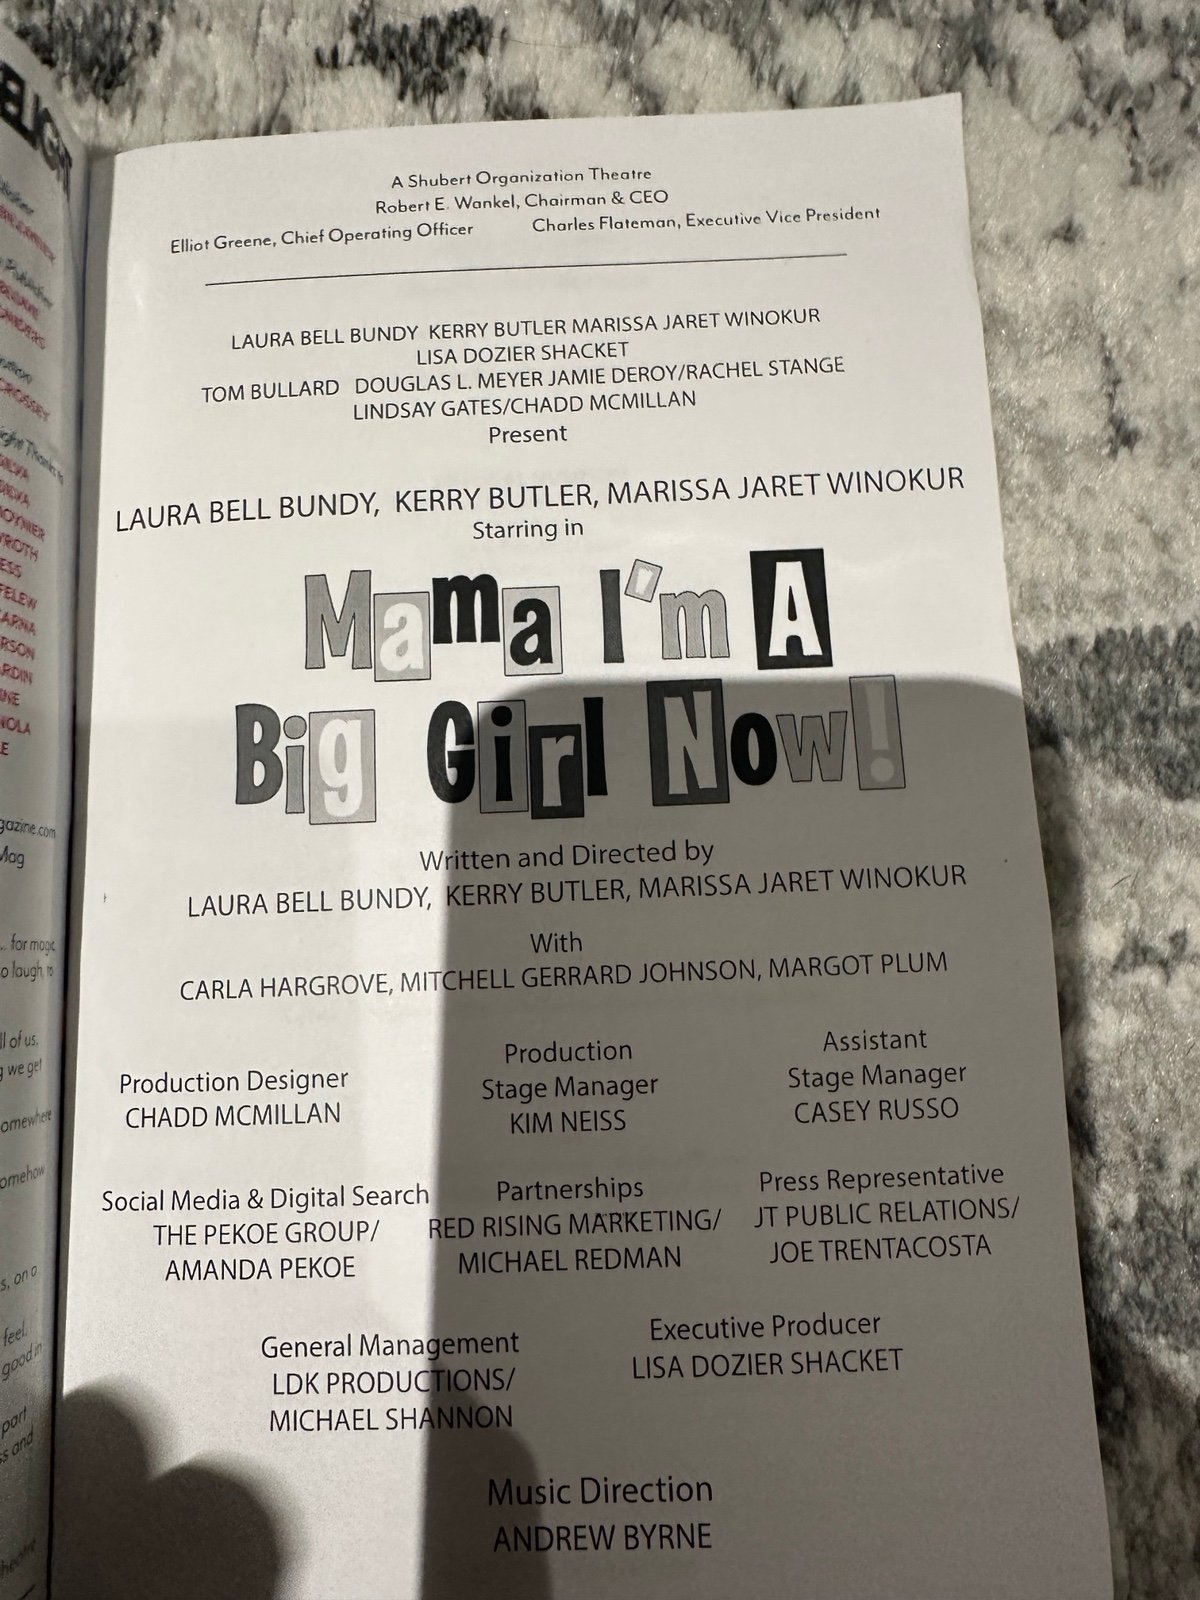 A Shubert Organization Theatre
Robert E. Wankel, Chairman & CEO
Elliot Greene, Chief Operating Officer Charles Flateman, Executive Vice President
LAURA BELL BUNDY KERRY BUTLER MARISSA JARET WINOKUR
LISA DOZIER SHACKET
TOM BULLARD DOUGLAS L. MEYER JAMIE DEROY/RACHEL STANGE
LINDSAY GATES/CHADD MCMILLAN
Present
LAURA BELL BUNDY, KERRY BUTLER, MARISSA JARET WINOKUR
Starring in
Mama I'm A
Big Girl Now!
Written and Directed by
LAURA BELL BUNDY, KERRY BUTLER, MARISSA JARET WINOKUR
With
CARLA HARGROVE, MITCHELL GERRARD JOHNSON, MARGOT PLUM
Production Designer
CHADD MCMILLAN
Production
Stage Manager
KIM NEISS
Assistant
Stage Manager
CASEY RUSSO
Social Media & Digital Search
THE PEKOE GROUP/
AMANDA PEKOE
Partnerships
RED RISING MARKETING/
MICHAEL REDMAN
Press Representative
JT PUBLIC RELATIONS/
JOE TRENTACOSTA
General Management
LDK PRODUCTIONS/
MICHAEL SHANNON
Executive Producer
LISA DOZIER SHACKET
Music Direction
ANDREW BYRNE